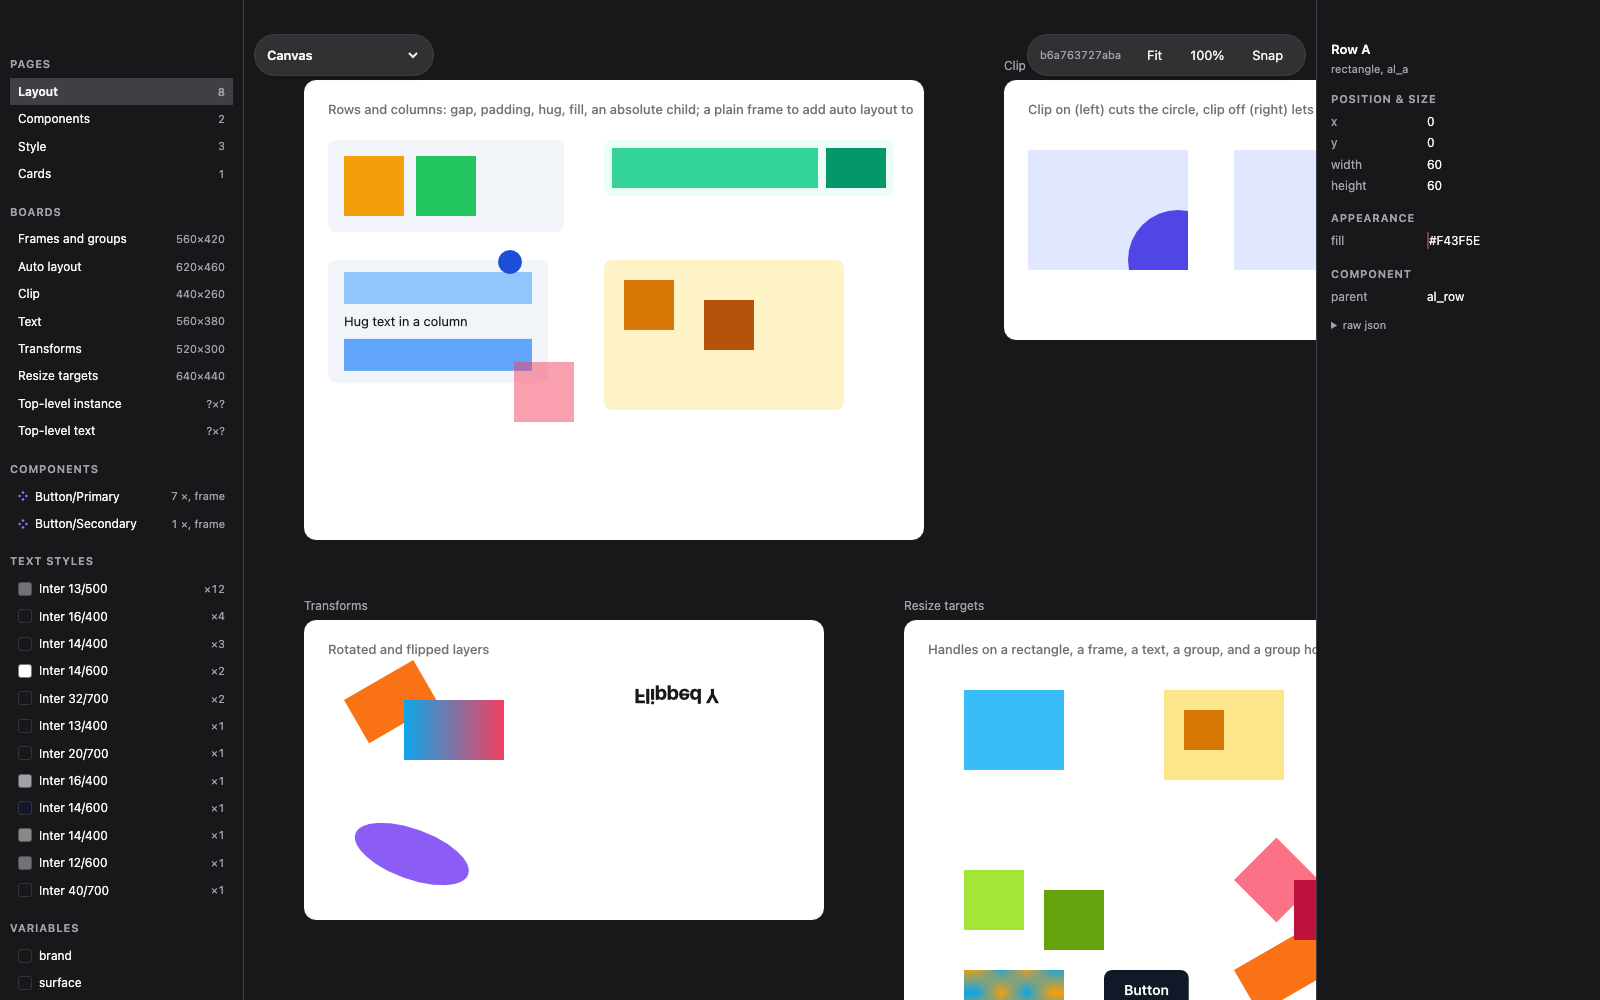 PAGES
Layout 8
Components 2
Style 3
Cards 1
BOARDS
Frames and groups 560×420
Auto layout 620×460
Clip 440×260
Text 560×380
Transforms 520×300
Resize targets 640×440
Top-level instance ?×?
Top-level text ?×?
COMPONENTS
Button/Primary 7 ×, frame
Button/Secondary 1 ×, frame
TEXT STYLES
Inter 13/500 ×12
Inter 16/400 ×4
Inter 14/400 ×3
Inter 14/600 ×2
Inter 32/700 ×2
Inter 13/400 ×1
Inter 20/700 ×1
Inter 16/400 ×1
Inter 14/600 ×1
Inter 14/400 ×1
Inter 12/600 ×1
Inter 40/700 ×1
VARIABLES
brand
surface
Canvas
Clip
b6a763727aba Fit 100% Snap
Rows and columns: gap, padding, hug, fill, an absolute child; a plain frame to add auto layout to
Hug text in a column
Clip on (left) cuts the circle, clip off (right) lets
Transforms
Rotated and flipped layers
Flipped Y
Resize targets
Handles on a rectangle, a frame, a text, a group, and a group
Button
Row A
rectangle, al_a
POSITION & SIZE
x 0
y 0
width 60
height 60
APPEARANCE
fill #F43F5E
COMPONENT
parent al_row
raw json